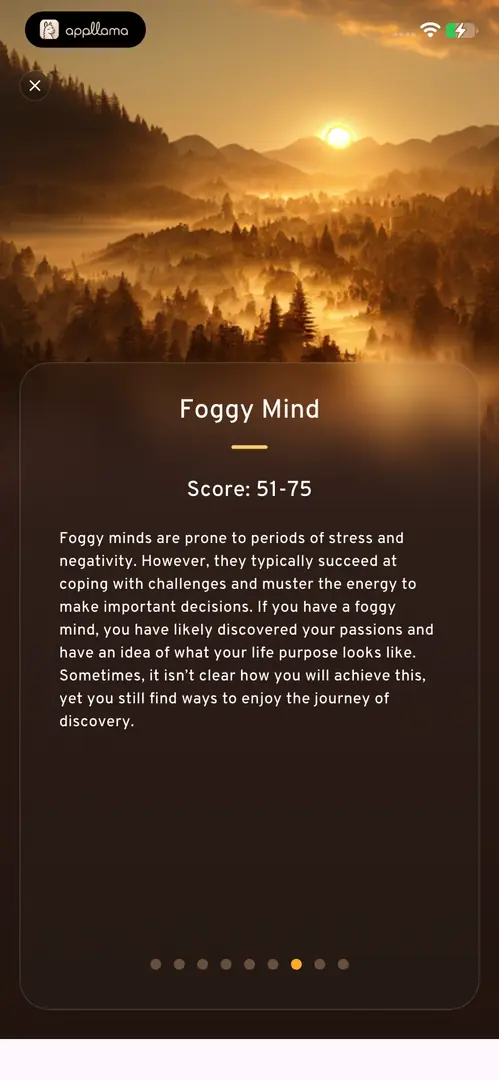 appllama
Foggy Mind
Score: 51-75
Foggy minds are prone to periods of stress and
negativity. However, they typically succeed at
coping with challenges and muster the energy to
make important decisions. If you have a foggy
mind, you have likely discovered your passions and
have an idea of what your life purpose looks like.
Sometimes, it isn't clear how you will achieve this,
yet you still find ways to enjoy the journey of
discovery.